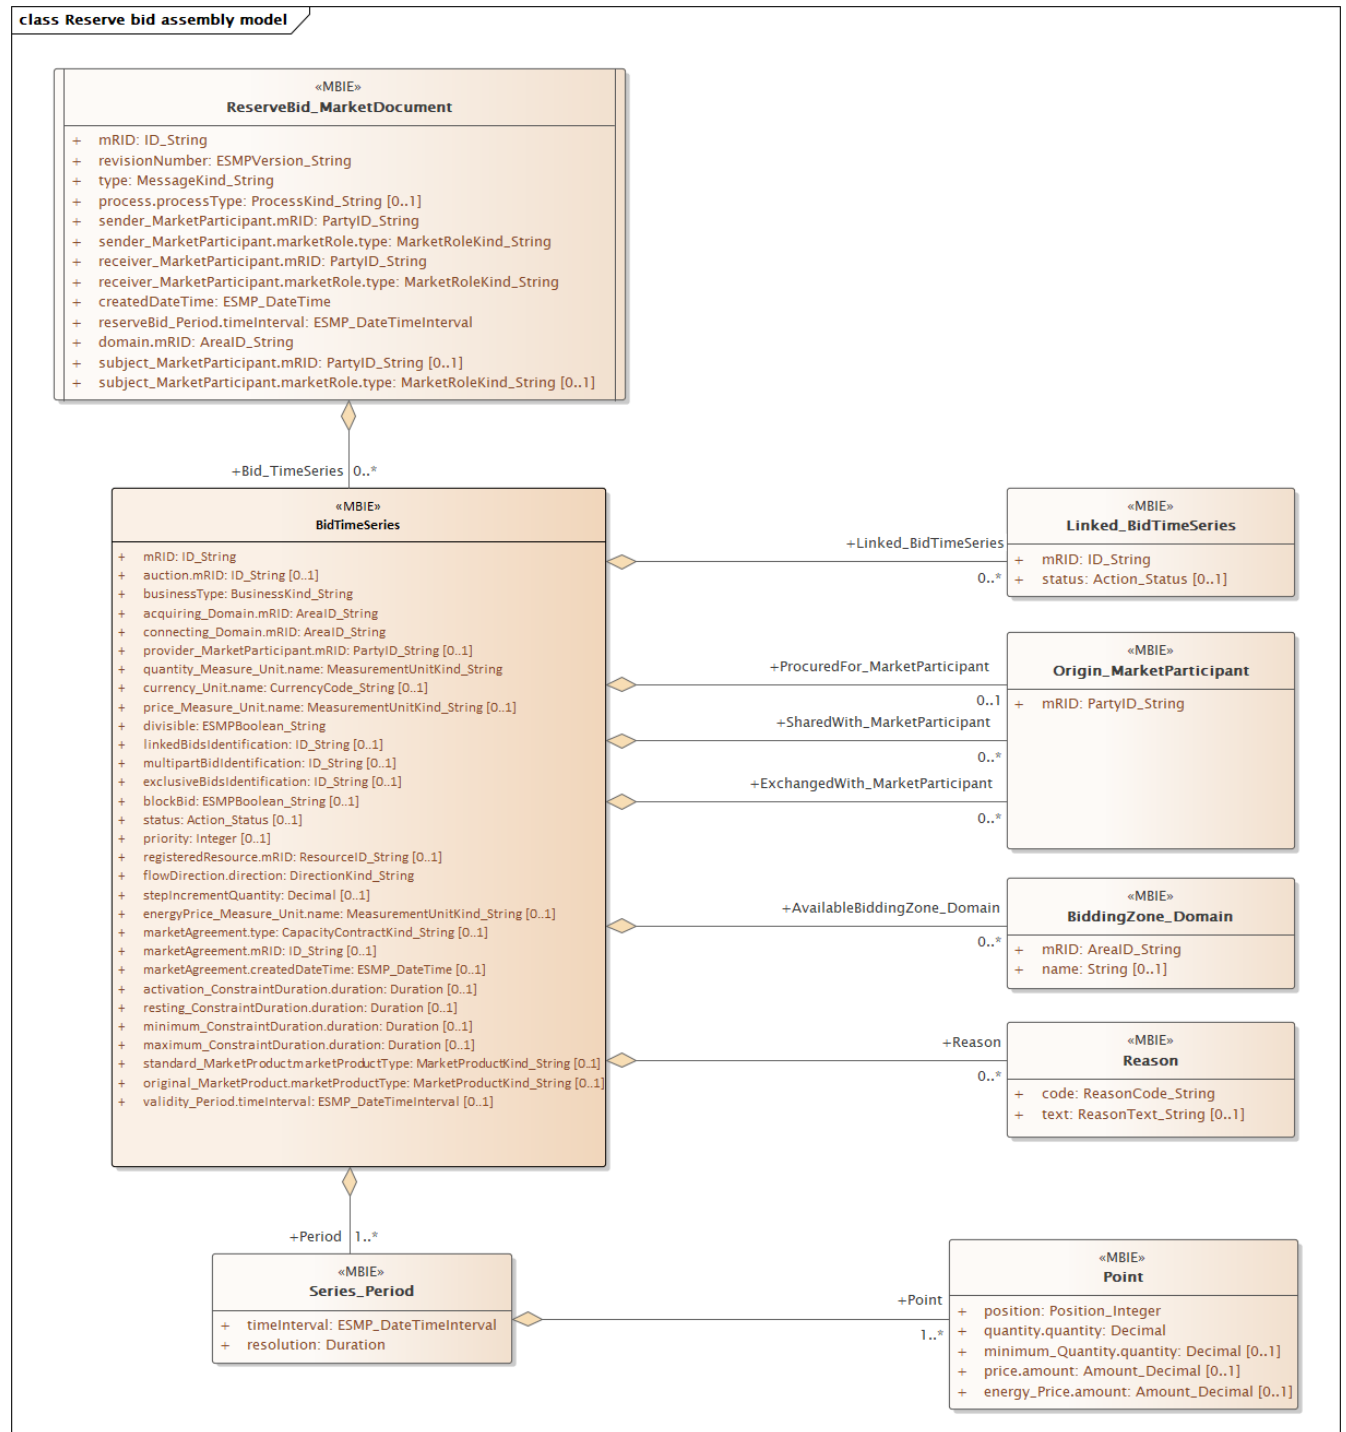 class Reserve bid assembly model
«MBIE»
ReserveBid_MarketDocument
+ mRID: ID_String
+ revisionNumber: ESMPVersion_String
+ type: MessageKind_String
+ process.processType: ProcessKind_String [0..1]
+ sender_MarketParticipant.mRID: PartyID_String
+ sender_MarketParticipant.marketRole.type: MarketRoleKind_String
+ receiver_MarketParticipant.mRID: PartyID_String
+ receiver_MarketParticipant.marketRole.type: MarketRoleKind_String
+ createdDateTime: ESMP_DateTime
+ reserveBid_Period.timeInterval: ESMP_DateTimeInterval
+ domain.mRID: AreaID_String
+ subject_MarketParticipant.mRID: PartyID_String [0..1]
+ subject_MarketParticipant.marketRole.type: MarketRoleKind_String [0..1]
+Bid_TimeSeries 0..*
«MBIE»
BidTimeSeries
+ mRID: ID_String
+ auction.mRID: ID_String [0..1]
+ businessType: BusinessKind_String
+ acquiring_Domain.mRID: AreaID_String
+ connecting_Domain.mRID: AreaID_String
+ provider_MarketParticipant.mRID: PartyID_String [0..1]
+ quantity_Measure_Unit.name: MeasurementUnitKind_String
+ currency_Unit.name: CurrencyCode_String [0..1]
+ price_Measure_Unit.name: MeasurementUnitKind_String [0..1]
+ divisible: ESMPBoolean_String
+ linkedBidsIdentification: ID_String [0..1]
+ multipartBidIdentification: ID_String [0..1]
+ exclusiveBidsIdentification: ID_String [0..1]
+ blockBid: ESMPBoolean_String [0..1]
+ status: Action_Status [0..1]
+ priority: Integer [0..1]
+ registeredResource.mRID: ResourceID_String [0..1]
+ flowDirection.direction: DirectionKind_String
+ stepIncrementQuantity: Decimal [0..1]
+ energyPrice_Measure_Unit.name: MeasurementUnitKind_String [0..1]
+ marketAgreement.type: CapacityContractKind_String [0..1]
+ marketAgreement.mRID: ID_String [0..1]
+ marketAgreement.createdDateTime: ESMP_DateTime [0..1]
+ activation_ConstraintDuration.duration: Duration [0..1]
+ resting_ConstraintDuration.duration: Duration [0..1]
+ minimum_ConstraintDuration.duration: Duration [0..1]
+ maximum_ConstraintDuration.duration: Duration [0..1]
+ standard_MarketProduct.marketProductType: MarketProductKind_String [0..1]
+ original_MarketProduct.marketProductType: MarketProductKind_String [0..1]
+ validity_Period.timeInterval: ESMP_DateTimeInterval [0..1]
+Linked_BidTimeSeries
0..*
«MBIE»
Linked_BidTimeSeries
+ mRID: ID_String
+ status: Action_Status [0..1]
+ProcuredFor_MarketParticipant
0..1
+SharedWith_MarketParticipant
0..*
+ExchangedWith_MarketParticipant
0..*
«MBIE»
Origin_MarketParticipant
+ mRID: PartyID_String
+AvailableBiddingZone_Domain
0..*
«MBIE»
BiddingZone_Domain
+ mRID: AreaID_String
+ name: String [0..1]
+Reason
0..*
«MBIE»
Reason
+ code: ReasonCode_String
+ text: ReasonText_String [0..1]
+Period 1..*
«MBIE»
Series_Period
+ timeInterval: ESMP_DateTimeInterval
+ resolution: Duration
+Point
1..*
«MBIE»
Point
+ position: Position_Integer
+ quantity.quantity: Decimal
+ minimum_Quantity.quantity: Decimal [0..1]
+ price.amount: Amount_Decimal [0..1]
+ energy_Price.amount: Amount_Decimal [0..1]